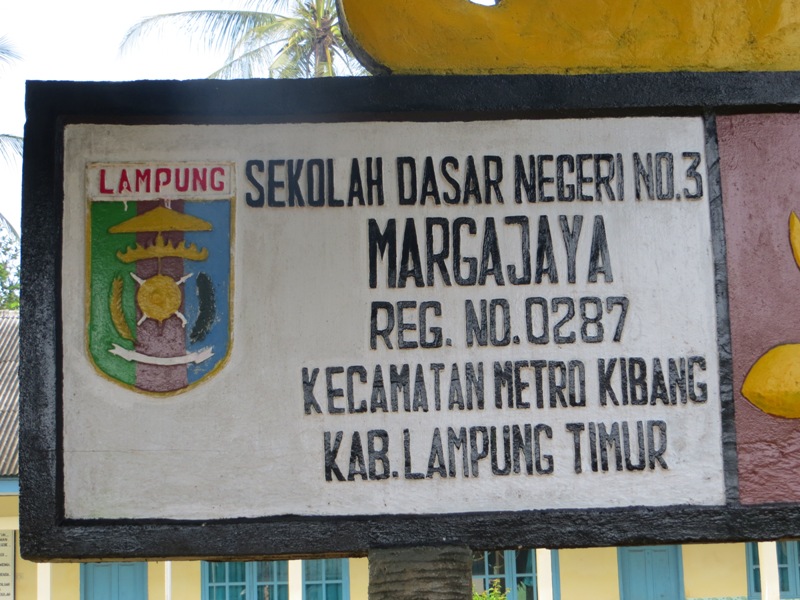 LAMPUNG
SEKOLAH DASAR NEGERI NO.3
MARGAJAYA
REG. NO.0287
KECAMATAN METRO KIBANG
KAB.LAMPUNG TIMUR